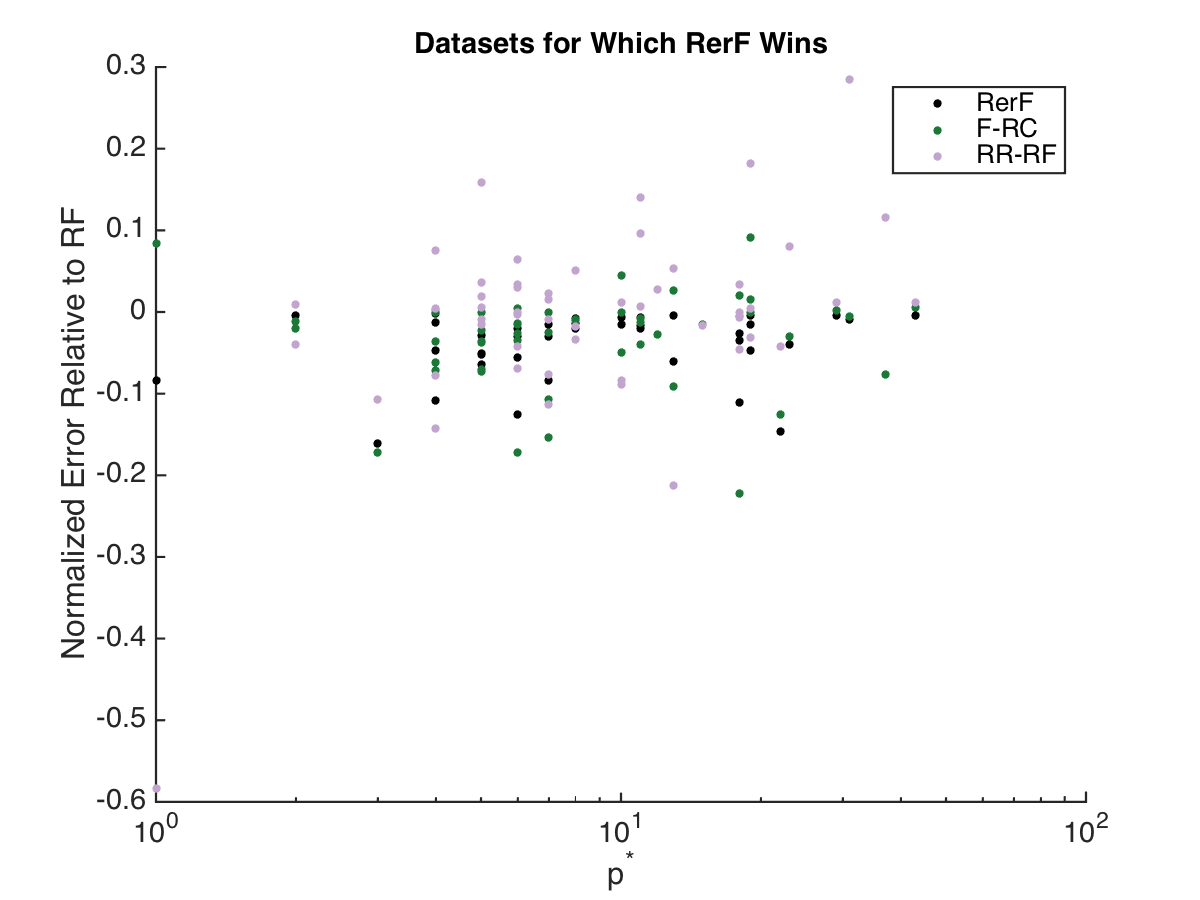 Datasets for Which RerF Wins
RerF
F-RC
RR-RF
Normalized Error Relative to RF
0.3
0.2
0.1
0
-0.1
-0.2
-0.3
-0.4
-0.5
-0.6
10^0
10^1
10^2
p^*